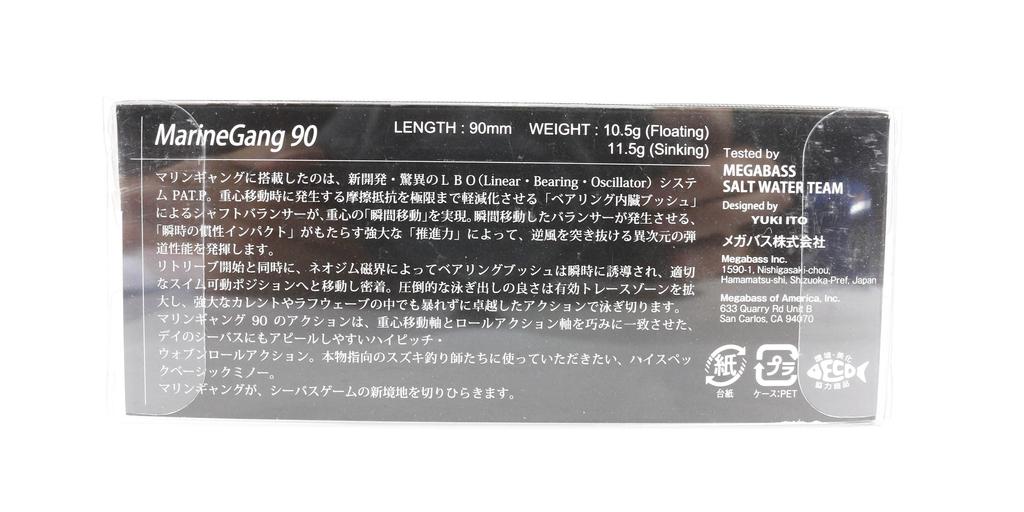 MarineGang 90
LENGTH : 90mm WEIGHT : 10.5g (Floating)
11.5g (Sinking)
マリンギャングに搭載したのは、新開発・驚異のＬＢＯ(Linear・Bearing・Oscillator) システ
ム PAT.P。重心移動時に発生する摩擦抵抗を極限まで軽減化させる「ベアリング内臓ブッシュ」
によるシャフトバランサーが、重心の「瞬間移動」を実現。瞬間移動したバランサーが発生させる、
「瞬時の慣性インパクト」がもたらす強大な「推進力」によって、逆風を突き抜ける異次元の弾
道性能を発揮します。
リトリーブ開始と同時に、ネオジム磁界によってベアリングブッシュは瞬時に誘導され、適切
なスイム可動ポジションへと移動し密着。圧倒的な泳ぎ出しの良さは有効トレースゾーンを拡
大し、強大なカレントやラフウェーブの中でも暴れずに卓越したアクションで泳ぎ切ります。
マリンギャング 90 のアクションは、重心移動軸とロールアクション軸を巧みに一致させた、
デイのシーバスにもアピールしやすいハイピッチ・
ウォブンロールアクション。本物指向のスズキ釣り師たちに使っていただきたい、ハイスペッ
クベーシックミノー。
マリンギャングが、シーバスゲームの新境地を切りひらきます。
Tested by
MEGABASS
SALT WATER TEAM
Designed by
YUKI ITO
メガバス株式会社
Megabass Inc.
1590-1, Nishigasaki-chou,
Hamamatsu-shi, Shizuoka-Pref, Japan
Megabass of America, Inc.
633 Quarry Rd Unit B
San Carlos, CA 94070
紙
台紙
プラ
ケース:PET
環境・美化
ECO
協力商品